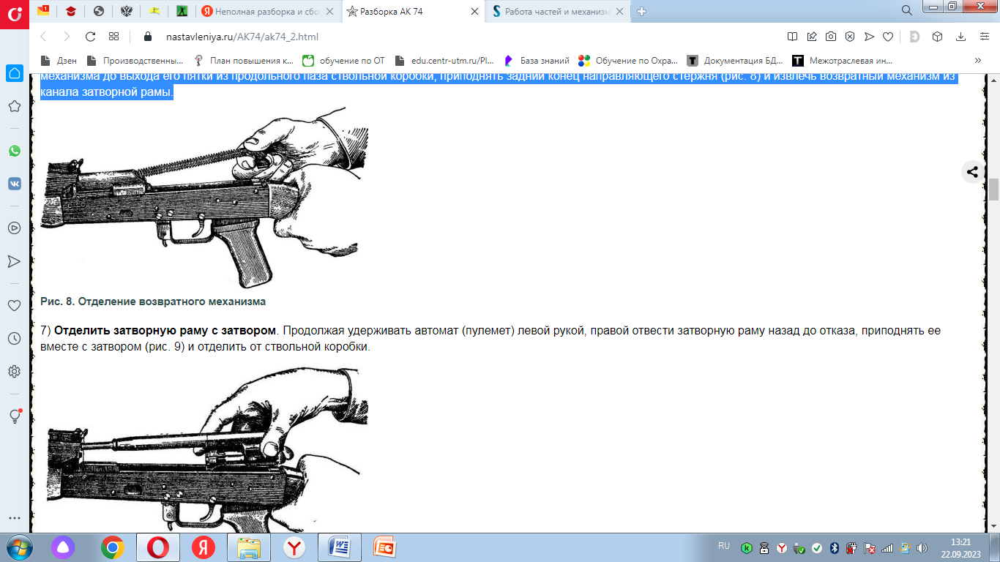 1
Неполная разборка и сбо
Разборка АК 74
Работа частей и механизм
nastavleniya.ru/AK74/ak74_2.html
Дзен
Производственны...
План повышения к...
обучение по ОТ
edu.centr-utm.ru/Pl...
База знаний
Обучение по Охра...
Документация БД...
Межотраслевая ин...
механизма до выхода его пятки из продольного паза ствольной коробки, приподнять задний конец направляющего стержня (рис. 8) и извлечь возвратный механизм из
канала затворной рамы.
Рис. 8. Отделение возвратного механизма
7) Отделить затворную раму с затвором. Продолжая удерживать автомат (пулемет) левой рукой, правой отвести затворную раму назад до отказа, приподнять ее
вместе с затвором (рис. 9) и отделить от ствольной коробки.
RU
13:21
22.09.2023